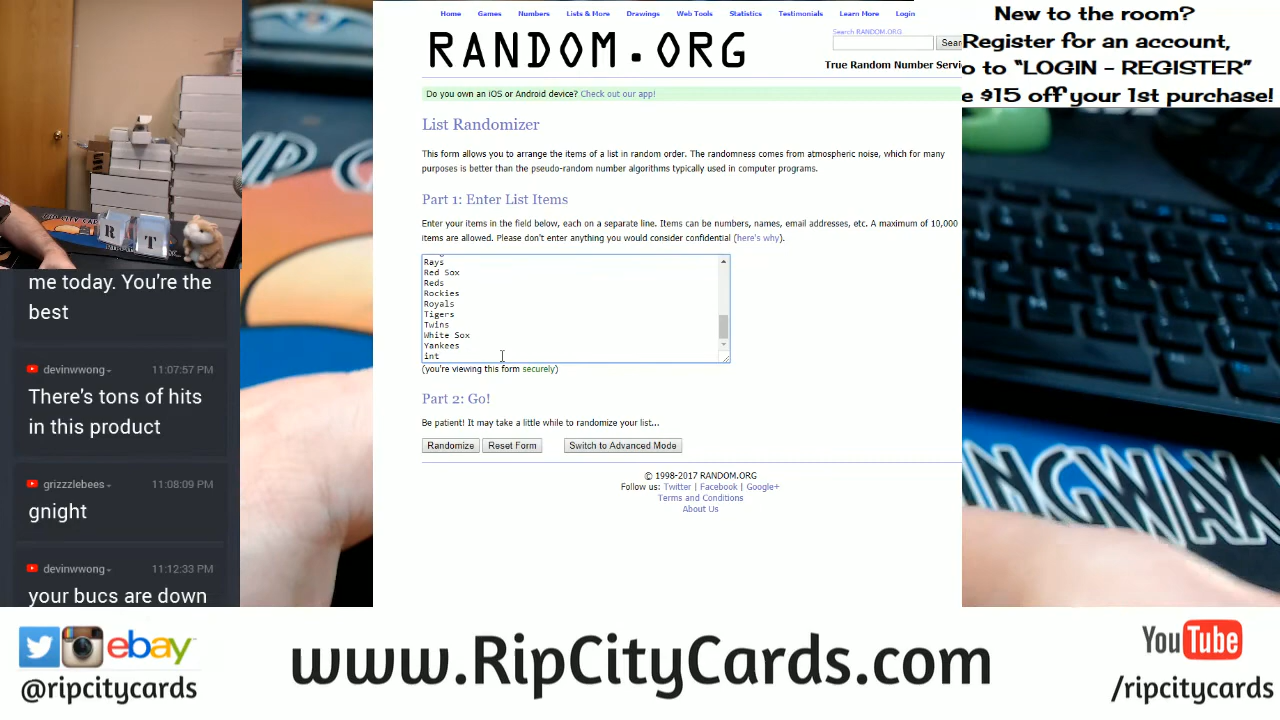 Home Games Numbers Lists & More Drawings Web Tools Statistics Testimonials Learn More Login
RANDOM.ORG
Search RANDOM.ORG
Sear
True Random Number Servi
Do you own an iOS or Android device? Check out our app!
List Randomizer
This form allows you to arrange the items of a list in random order. The randomness comes from atmospheric noise, which for many
purposes is better than the pseudo-random number algorithms typically used in computer programs.
Part 1: Enter List Items
Enter your items in the field below, each on a separate line. Items can be numbers, names, email addresses, etc. A maximum of 10,000
items are allowed. Please don't enter anything you would consider confidential (here's why).
Rays
Red Sox
Reds
Rockies
Royals
Tigers
Twins
White Sox
Yankees
int
(you're viewing this form securely)
Part 2: Go!
Be patient! It may take a little while to randomize your list...
Randomize Reset Form Switch to Advanced Mode
© 1998-2017 RANDOM.ORG
Follow us: Twitter | Facebook | Google+
Terms and Conditions
About Us
New to the room?
Register for an account,
o to "LOGIN - REGISTER"
e $15 off your 1st purchase!
R T
me today. You're the
best
devinwwong 11:07:57 PM
There's tons of hits
in this product
grizzzlebees 11:08:09 PM
gnight
devinwwong 11:12:33 PM
your bucs are down
INGWAX
ebay
@ripcitycards
www.RipCityCards.com
YouTube
/ripcitycards